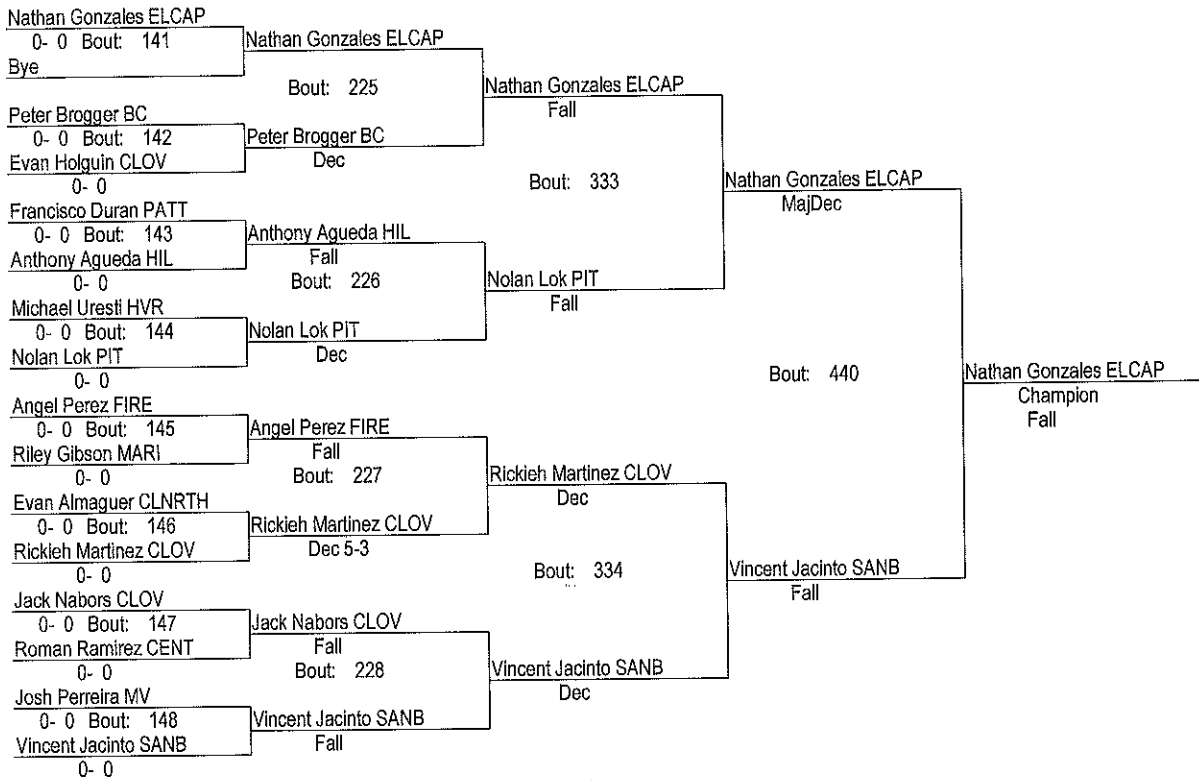 Nathan Gonzales ELCAP
0- 0 Bout: 141
Bye
Peter Brogger BC
0- 0 Bout: 142
Evan Holguin CLOV
0- 0
Francisco Duran PATT
0- 0 Bout: 143
Anthony Agueda HIL
0- 0
Michael Uresti HVR
0- 0 Bout: 144
Nolan Lok PIT
0- 0
Angel Perez FIRE
0- 0 Bout: 145
Riley Gibson MARI
0- 0
Evan Almaguer CLNRTH
0- 0 Bout: 146
Rickieh Martinez CLOV
0- 0
Jack Nabors CLOV
0- 0 Bout: 147
Roman Ramirez CENT
0- 0
Josh Perreira MV
0- 0 Bout: 148
Vincent Jacinto SANB
0- 0
Nathan Gonzales ELCAP
Bout: 225
Peter Brogger BC
Dec
Anthony Agueda HIL
Fall
Bout: 226
Nolan Lok PIT
Dec
Angel Perez FIRE
Fall
Bout: 227
Rickieh Martinez CLOV
Dec 5-3
Jack Nabors CLOV
Fall
Bout: 228
Vincent Jacinto SANB
Fall
Nathan Gonzales ELCAP
Fall
Bout: 333
Nolan Lok PIT
Fall
Rickieh Martinez CLOV
Dec
Bout: 334
Vincent Jacinto SANB
Dec
Nathan Gonzales ELCAP
MajDec
Bout: 440
Vincent Jacinto SANB
Fall
Nathan Gonzales ELCAP
Champion
Fall